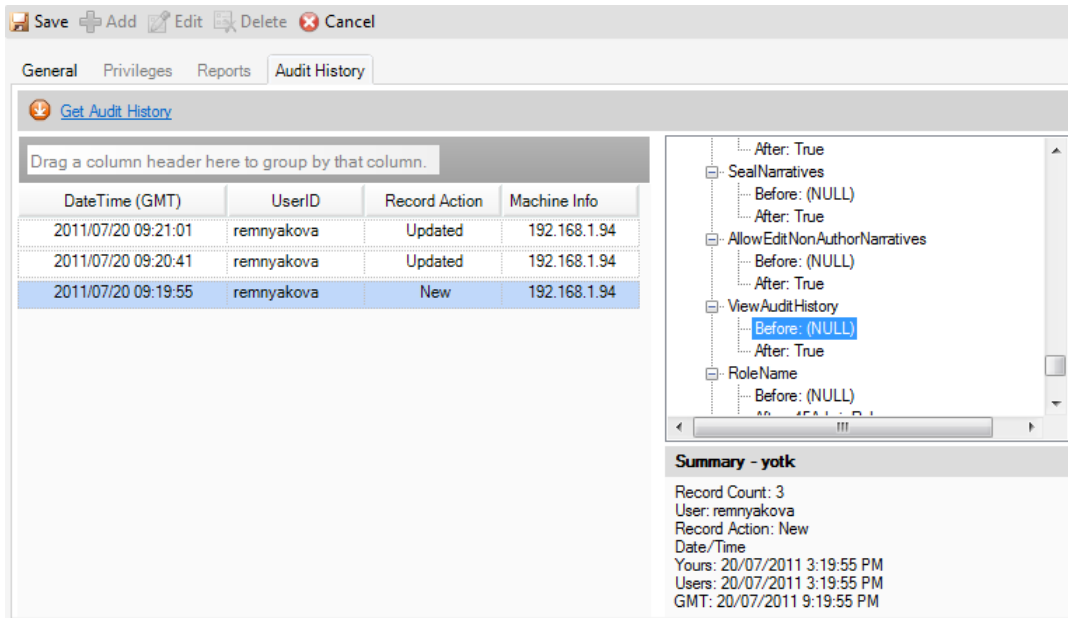 Save Add Edit Delete Cancel
General Privileges Reports Audit History
Get Audit History
Drag a column header here to group by that column.
DateTime (GMT) UserID Record Action Machine Info
2011/07/20 09:21:01 remnyakova Updated 192.168.1.94
2011/07/20 09:20:41 remnyakova Updated 192.168.1.94
2011/07/20 09:19:55 remnyakova New 192.168.1.94
After: True
SealNarratives
Before: (NULL)
After: True
AllowEditNonAuthorNarratives
Before: (NULL)
After: True
ViewAuditHistory
Before: (NULL)
After: True
RoleName
Before: (NULL)
Summary - yotk
Record Count: 3
User: remnyakova
Record Action: New
Date/Time
Yours: 20/07/2011 3:19:55 PM
Users: 20/07/2011 3:19:55 PM
GMT: 20/07/2011 9:19:55 PM